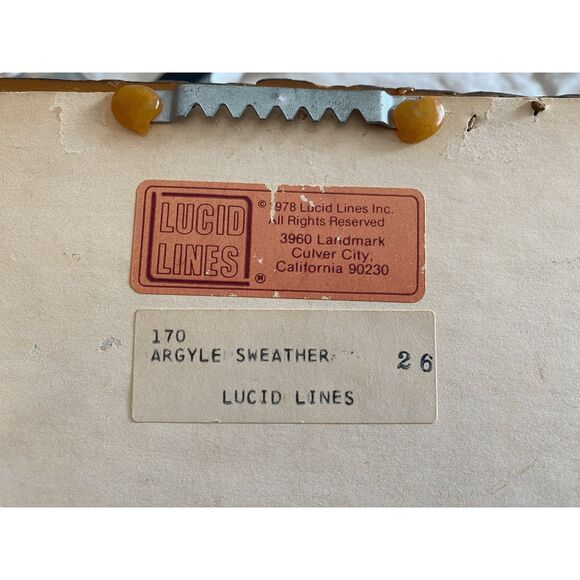 LUCID
LINES
®
© 1978 Lucid Lines Inc.
All Rights Reserved
3960 Landmark
Culver City,
California 90230
170
ARGYLE SWEATHER 26
LUCID LINES